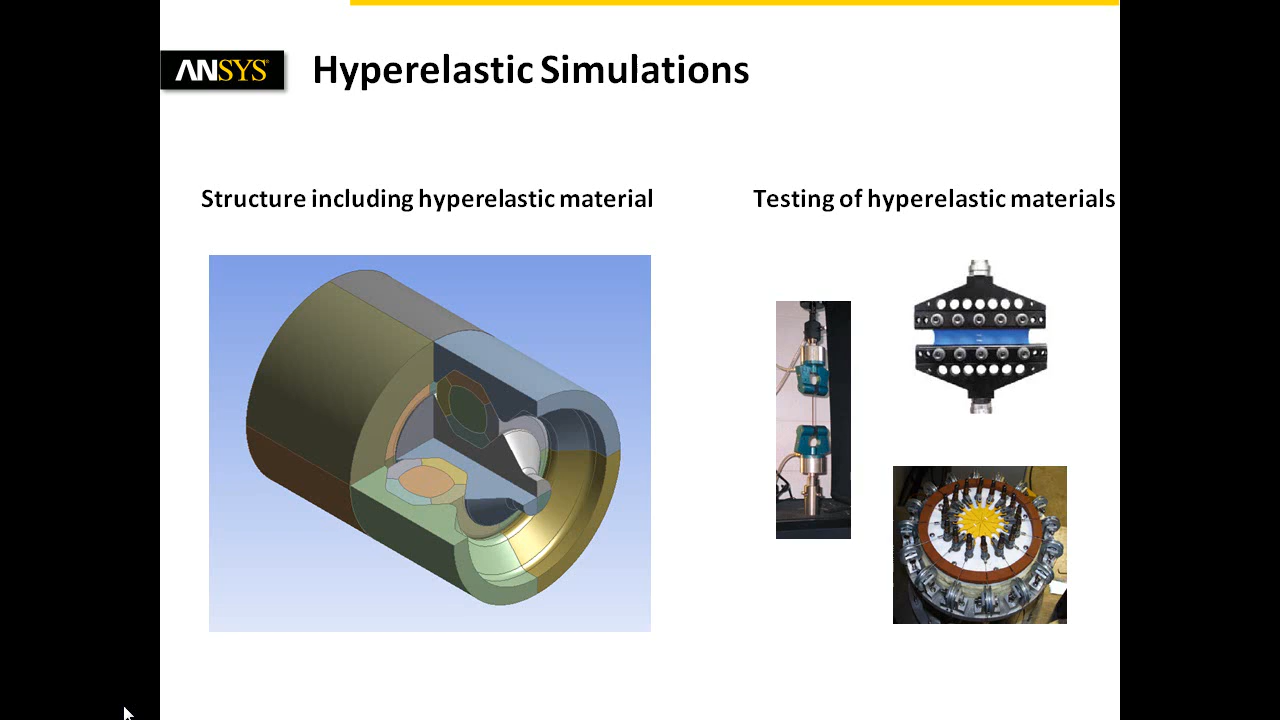 ANSYS
Hyperelastic Simulations
Structure including hyperelastic material
Testing of hyperelastic materials